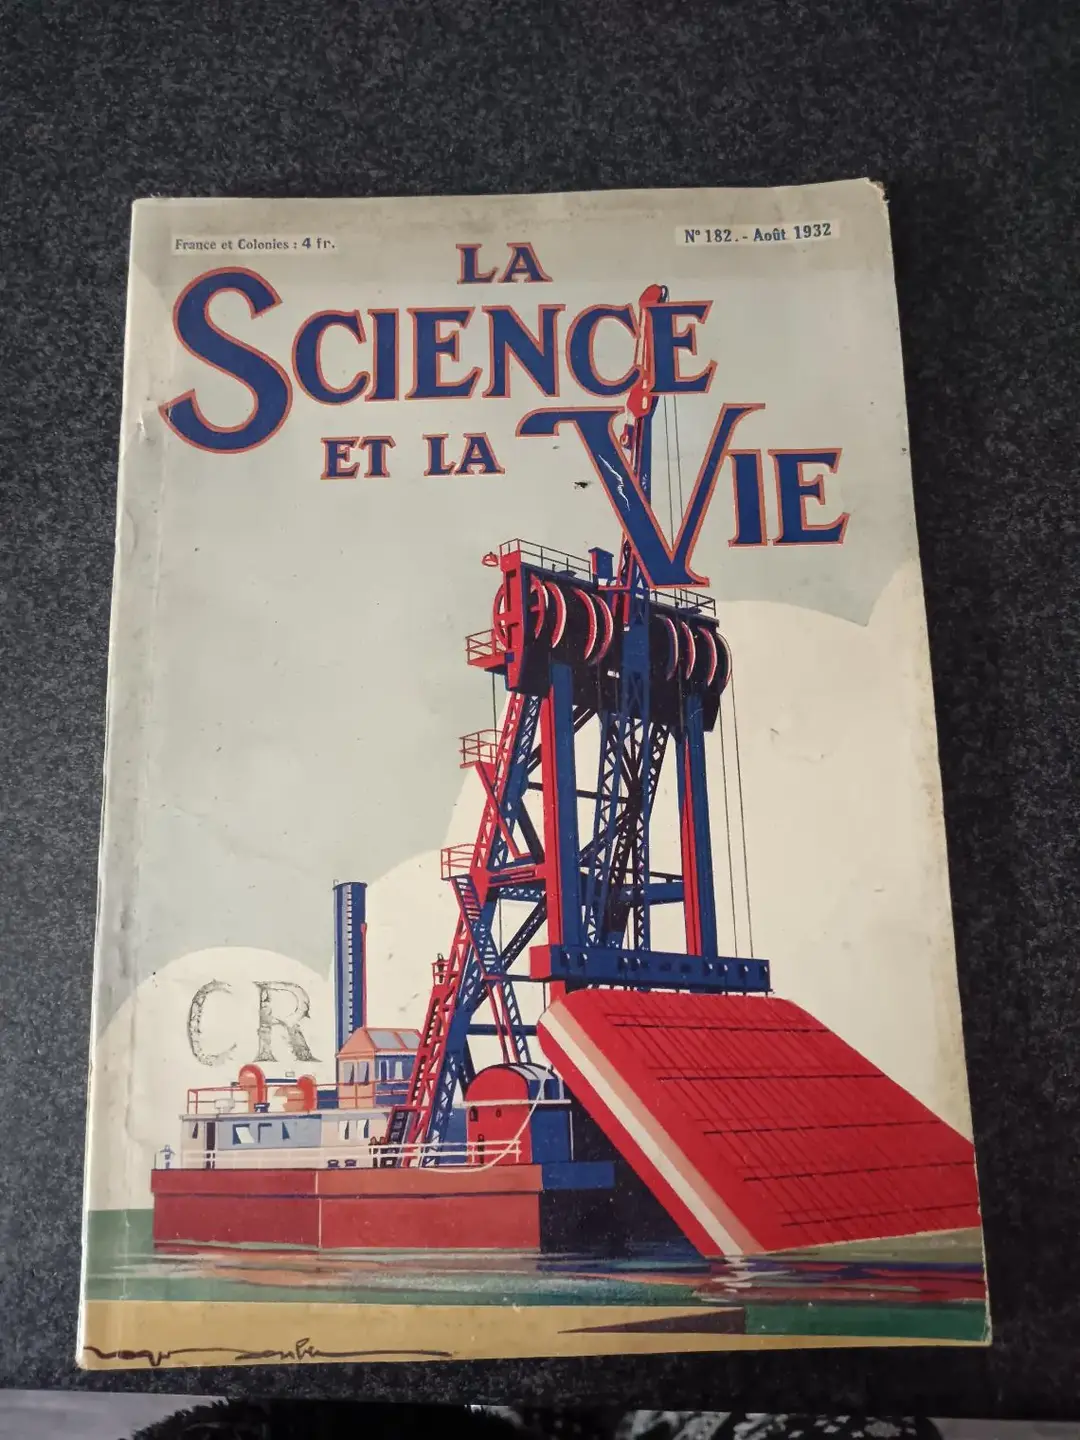 France et Colonies : 4 fr.
N° 182. - Août 1932
LA
SCIENCE
ET LA VIE
CR